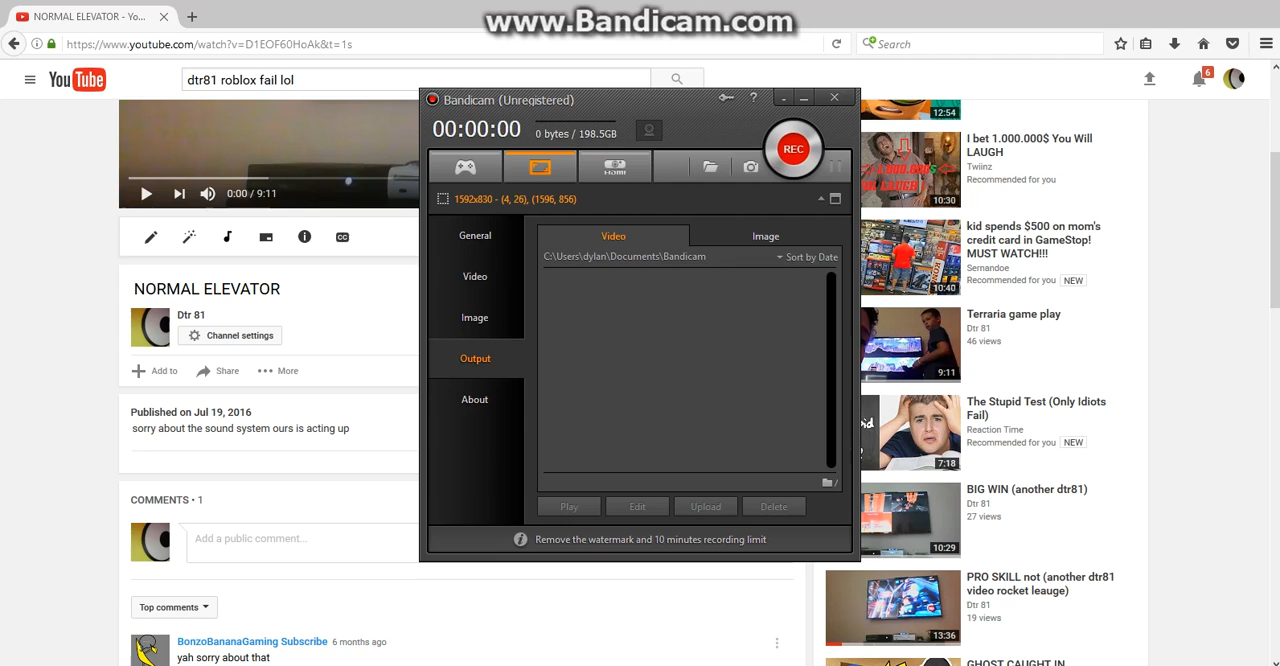 NORMAL ELEVATOR - Yo...
www.Bandicam.com
https://www.youtube.com/watch?v=D1EOF60HoAk&t=1s
Search
YouTube
dtr81 roblox fail lol
6
Bandicam (Unregistered)
?
00:00:00
0 bytes / 198.5GB
REC
HDMI
1592x830 - (4, 26), (1596, 856)
General
Video
Image
Output
About
Video
Image
C:\Users\dylan\Documents\Bandicam
Sort by Date
Play
Edit
Upload
Delete
Remove the watermark and 10 minutes recording limit
0:00 / 9:11
CC
NORMAL ELEVATOR
Dtr 81
Channel settings
Add to
Share
More
Published on Jul 19, 2016
sorry about the sound system ours is acting up
COMMENTS • 1
Add a public comment...
Top comments
BonzoBananaGaming Subscribe 6 months ago
yah sorry about that
12:54
I bet 1.000.000$ You Will
LAUGH
Twiinz
Recommended for you
10:30
kid spends $500 on mom's
credit card in GameStop!
MUST WATCH!!!
Sernandoe
Recommended for you NEW
10:40
Terraria game play
Dtr 81
46 views
9:11
The Stupid Test (Only Idiots
Fail)
Reaction Time
Recommended for you NEW
7:18
BIG WIN (another dtr81)
Dtr 81
27 views
10:29
PRO SKILL not (another dtr81
video rocket leauge)
Dtr 81
19 views
13:36
GHOST CAUGHT IN